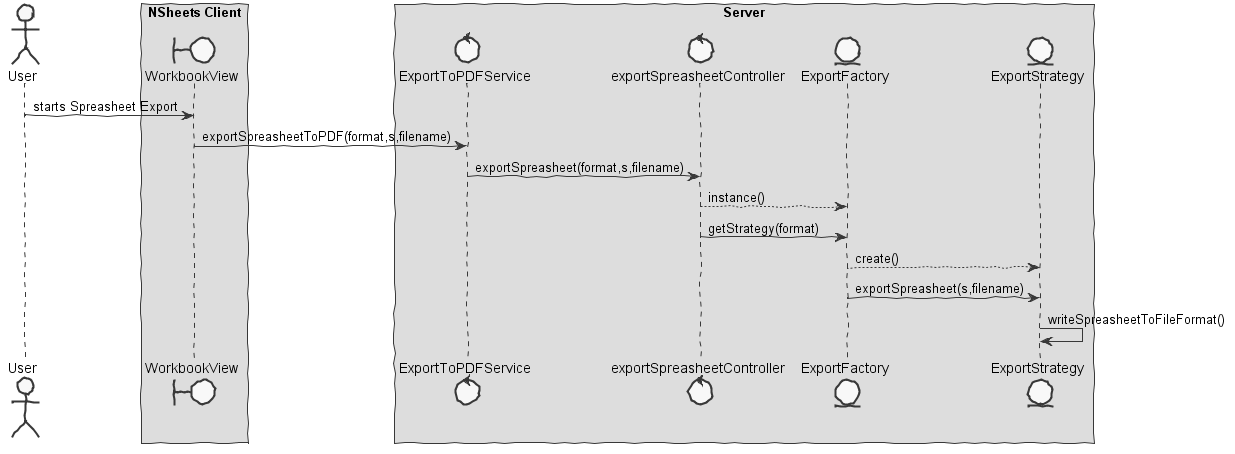 NSheets Client
Server
User
WorkbookView
ExportToPDFService
exportSpreasheetController
ExportFactory
ExportStrategy
starts Spreasheet Export
exportSpreasheetToPDF(format,s,filename)
exportSpreasheet(format,s,filename)
instance()
getStrategy(format)
create()
exportSpreasheet(s,filename)
writeSpreasheetToFileFormat()
User
WorkbookView
ExportToPDFService
exportSpreasheetController
ExportFactory
ExportStrategy